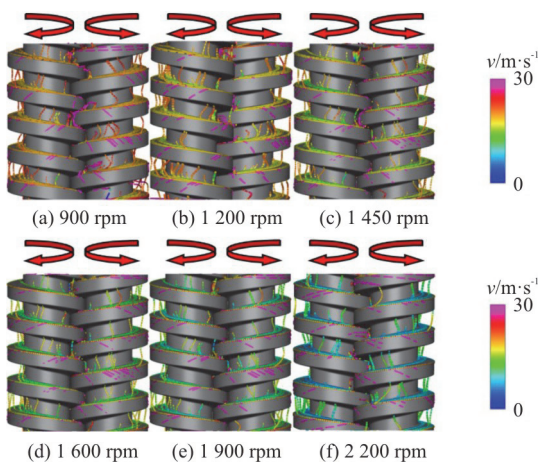 v/m·s⁻¹
30
0
(a) 900 rpm
(b) 1 200 rpm
(c) 1 450 rpm
v/m·s⁻¹
30
0
(d) 1 600 rpm
(e) 1 900 rpm
(f) 2 200 rpm